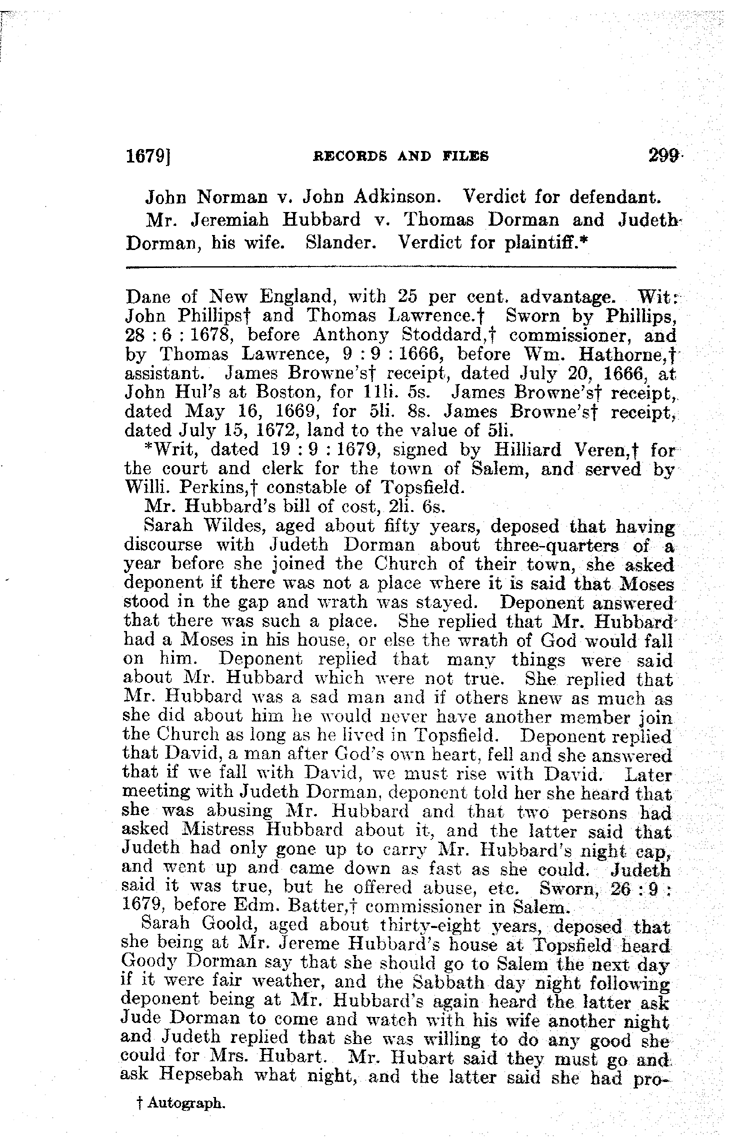 1679] RECORDS AND FILES 299
John Norman v. John Adkinson. Verdict for defendant.
Mr. Jeremiah Hubbard v. Thomas Dorman and Judeth
Dorman, his wife. Slander. Verdict for plaintiff.*
Dane of New England, with 25 per cent. advantage. Wit:
John Phillips† and Thomas Lawrence.† Sworn by Phillips,
28 : 6 : 1678, before Anthony Stoddard,† commissioner, and
by Thomas Lawrence, 9 : 9 : 1666, before Wm. Hathorne,†
assistant. James Browne's† receipt, dated July 20, 1666, at
John Hul's at Boston, for 11li. 5s. James Browne's† receipt,
dated May 16, 1669, for 5li. 8s. James Browne's† receipt,
dated July 15, 1672, land to the value of 5li.
*Writ, dated 19 : 9 : 1679, signed by Hilliard Veren,† for
the court and clerk for the town of Salem, and served by
Willi. Perkins,† constable of Topsfield.
Mr. Hubbard's bill of cost, 2li. 6s.
Sarah Wildes, aged about fifty years, deposed that having
discourse with Judeth Dorman about three-quarters of a
year before she joined the Church of their town, she asked
deponent if there was not a place where it is said that Moses
stood in the gap and wrath was stayed. Deponent answered
that there was such a place. She replied that Mr. Hubbard
had a Moses in his house, or else the wrath of God would fall
on him. Deponent replied that many things were said
about Mr. Hubbard which were not true. She replied that
Mr. Hubbard was a sad man and if others knew as much as
she did about him he would never have another member join
the Church as long as he lived in Topsfield. Deponent replied
that David, a man after God's own heart, fell and she answered
that if we fall with David, we must rise with David. Later
meeting with Judeth Dorman, deponent told her she heard that
she was abusing Mr. Hubbard and that two persons had
asked Mistress Hubbard about it, and the latter said that
Judeth had only gone up to carry Mr. Hubbard's night cap,
and went up and came down as fast as she could. Judeth
said it was true, but he offered abuse, etc. Sworn, 26 : 9 :
1679, before Edm. Batter,† commissioner in Salem.
Sarah Goold, aged about thirty-eight years, deposed that
she being at Mr. Jereme Hubbard's house at Topsfield heard
Goody Dorman say that she should go to Salem the next day
if it were fair weather, and the Sabbath day night following
deponent being at Mr. Hubbard's again heard the latter ask
Jude Dorman to come and watch with his wife another night
and Judeth replied that she was willing to do any good she
could for Mrs. Hubart. Mr. Hubart said they must go and
ask Hepsebah what night, and the latter said she had pro-
† Autograph.